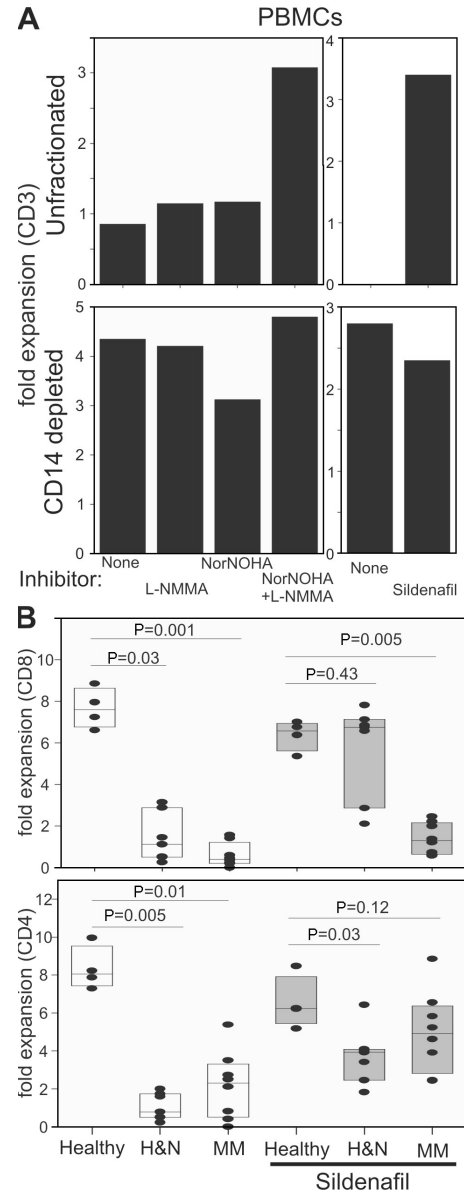 A
PBMCs
fold expansion (CD3)
Unfractionated
3
2
1
0
4
3
2
1
0
CD14 depleted
5
4
3
2
1
0
3
2
1
0
Inhibitor:
None
L-NMMA
NorNOHA
NorNOHA
+L-NMMA
None
Sildenafil
B
fold expansion (CD8)
10
8
6
4
2
0
P=0.001
P=0.03
P=0.005
P=0.43
fold expansion (CD4)
12
10
8
6
4
2
0
P=0.01
P=0.005
P=0.12
P=0.03
Healthy H&N MM Healthy H&N MM
Sildenafil